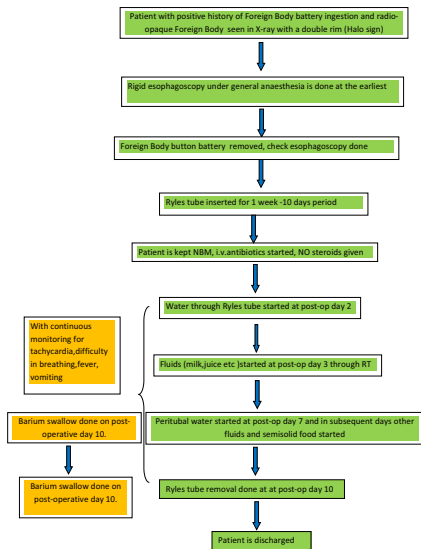 Patient with positive history of Foreign Body battery ingestion and radio-
opaque Foreign Body seen in X-ray with a double rim (Halo sign)
Rigid esophagoscopy under general anaesthesia is done at the earliest
Foreign Body button battery removed, check esophagoscopy done
Ryles tube inserted for 1 week -10 days period
Patient is kept NBM, i.v.antibiotics started, NO steroids given
Water through Ryles tube started at post-op day 2
With continuous
monitoring for
tachycardia,difficulty
in breathing,fever,
vomiting
Fluids (milk,juice etc )started at post-op day 3 through RT
Barium swallow done on post-
operative day 10.
Peritubal water started at post-op day 7 and in subsequent days other
fluids and semisolid food started
Barium swallow done on
post-operative day 10.
Ryles tube removal done at at post-op day 10
Patient is discharged